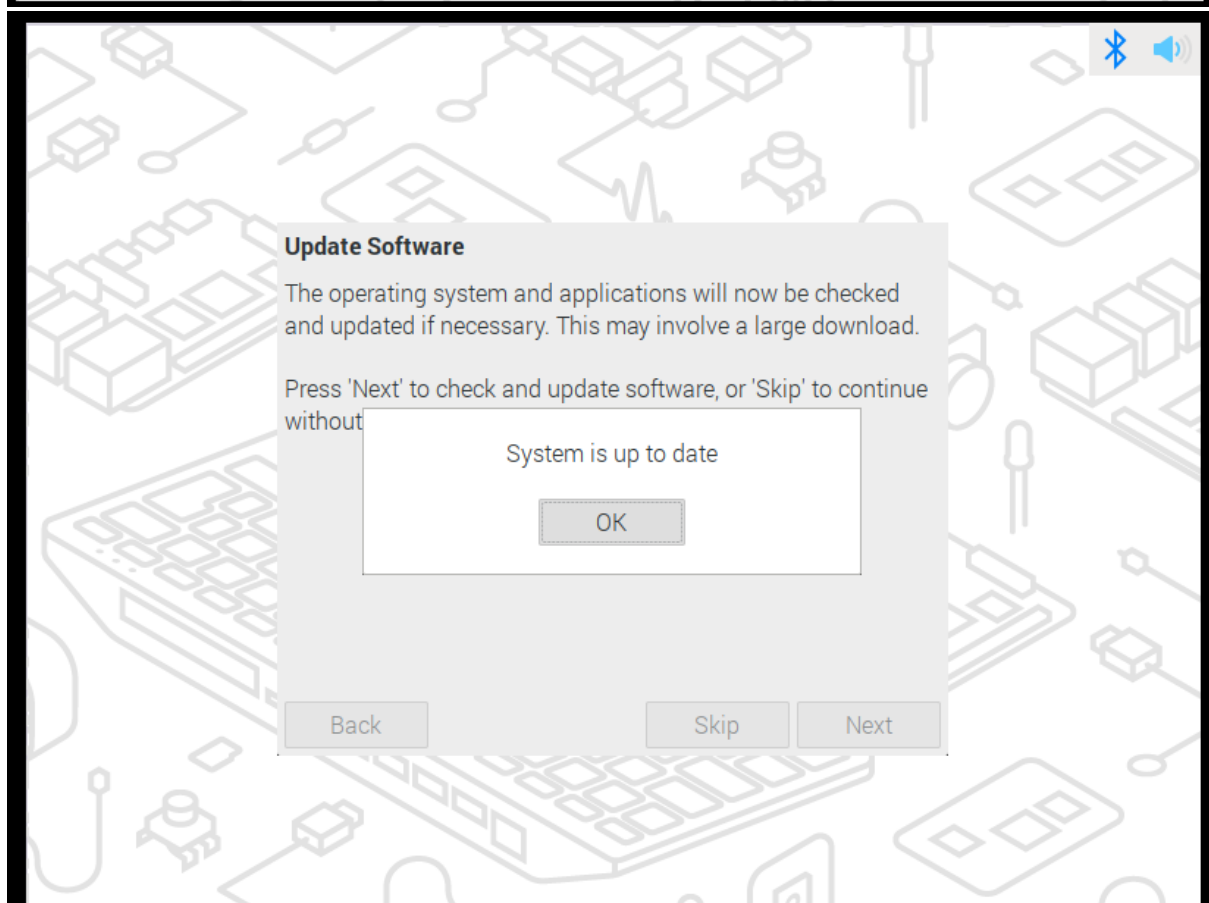 Update Software
The operating system and applications will now be checked
and updated if necessary. This may involve a large download.
Press 'Next' to check and update software, or 'Skip' to continue
without
System is up to date
OK
Back
Skip
Next